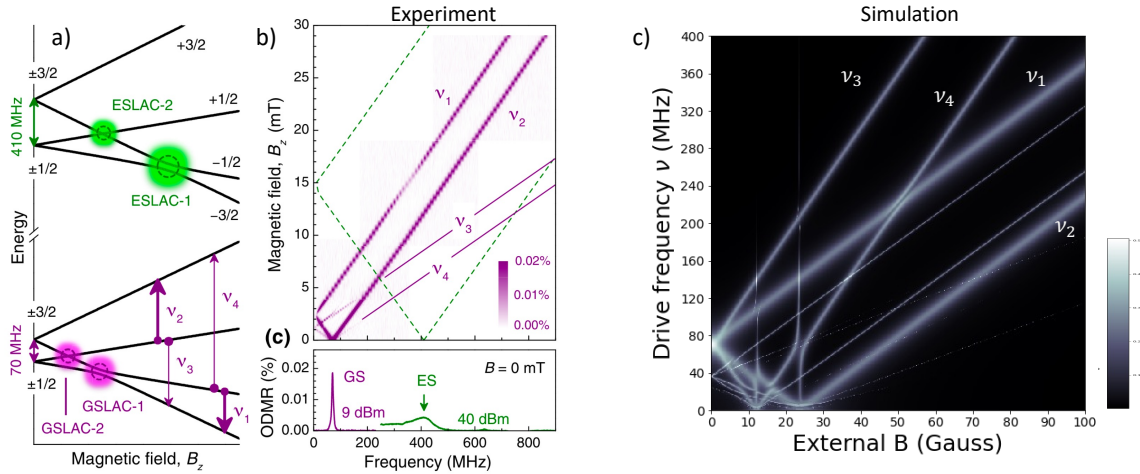 Experiment
Simulation
a)
±3/2
+3/2
410 MHz
ESLAC-2
+1/2
±1/2
ESLAC-1
−1/2
−3/2
Energy
±3/2
70 MHz
±1/2
GSLAC-1
GSLAC-2
ν2
ν3
ν4
ν1
Magnetic field, Bz
b)
30
25
20
15
10
5
0
Magnetic field, Bz (mT)
ν1
ν2
ν3
ν4
0.02%
0.01%
0.00%
(c)
0.02
0.01
0.00
ODMR (%)
GS
9 dBm
ES
40 dBm
B = 0 mT
0 200 400 600 800
Frequency (MHz)
c)
400
360
320
280
240
200
160
120
80
40
0
Drive frequency ν (MHz)
ν3
ν4
ν1
ν2
0 10 20 30 40 50 60 70 80 90 100
External B (Gauss)